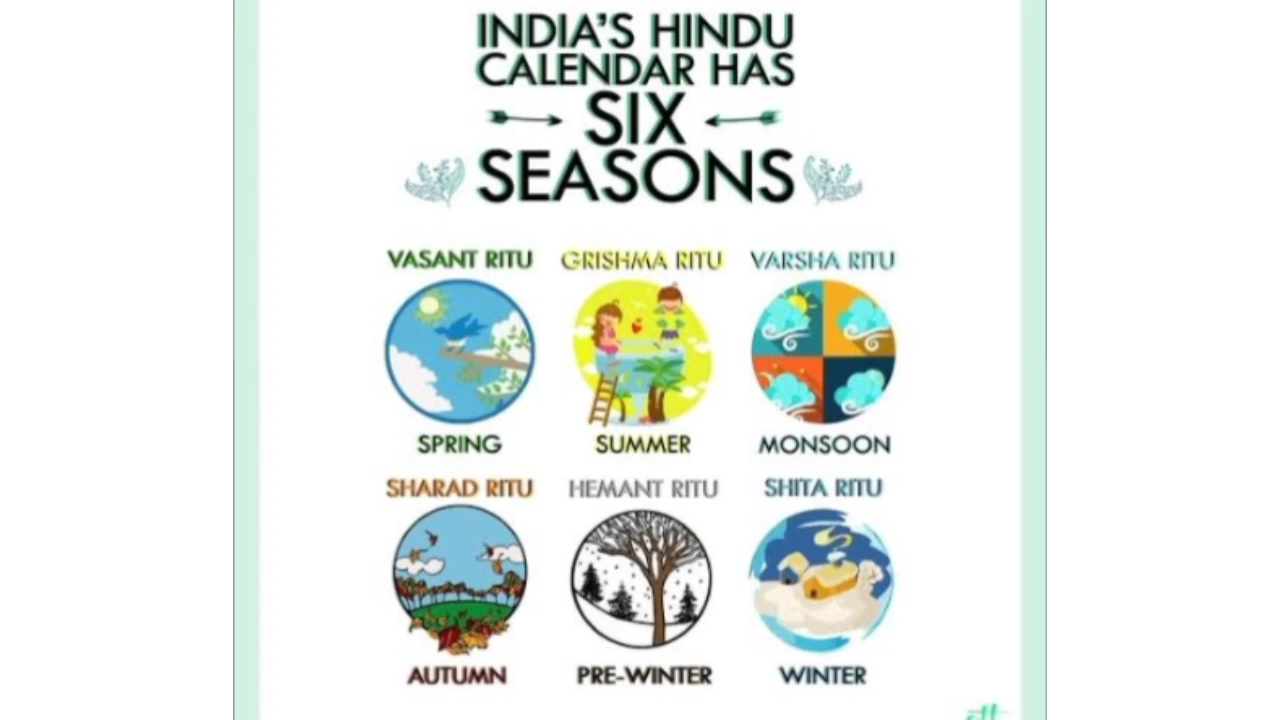 INDIA'S HINDU
CALENDAR HAS
SIX
SEASONS
VASANT RITU
GRISHMA RITU
VARSHA RITU
SPRING
SUMMER
MONSOON
SHARAD RITU
HEMANT RITU
SHITA RITU
AUTUMN
PRE-WINTER
WINTER